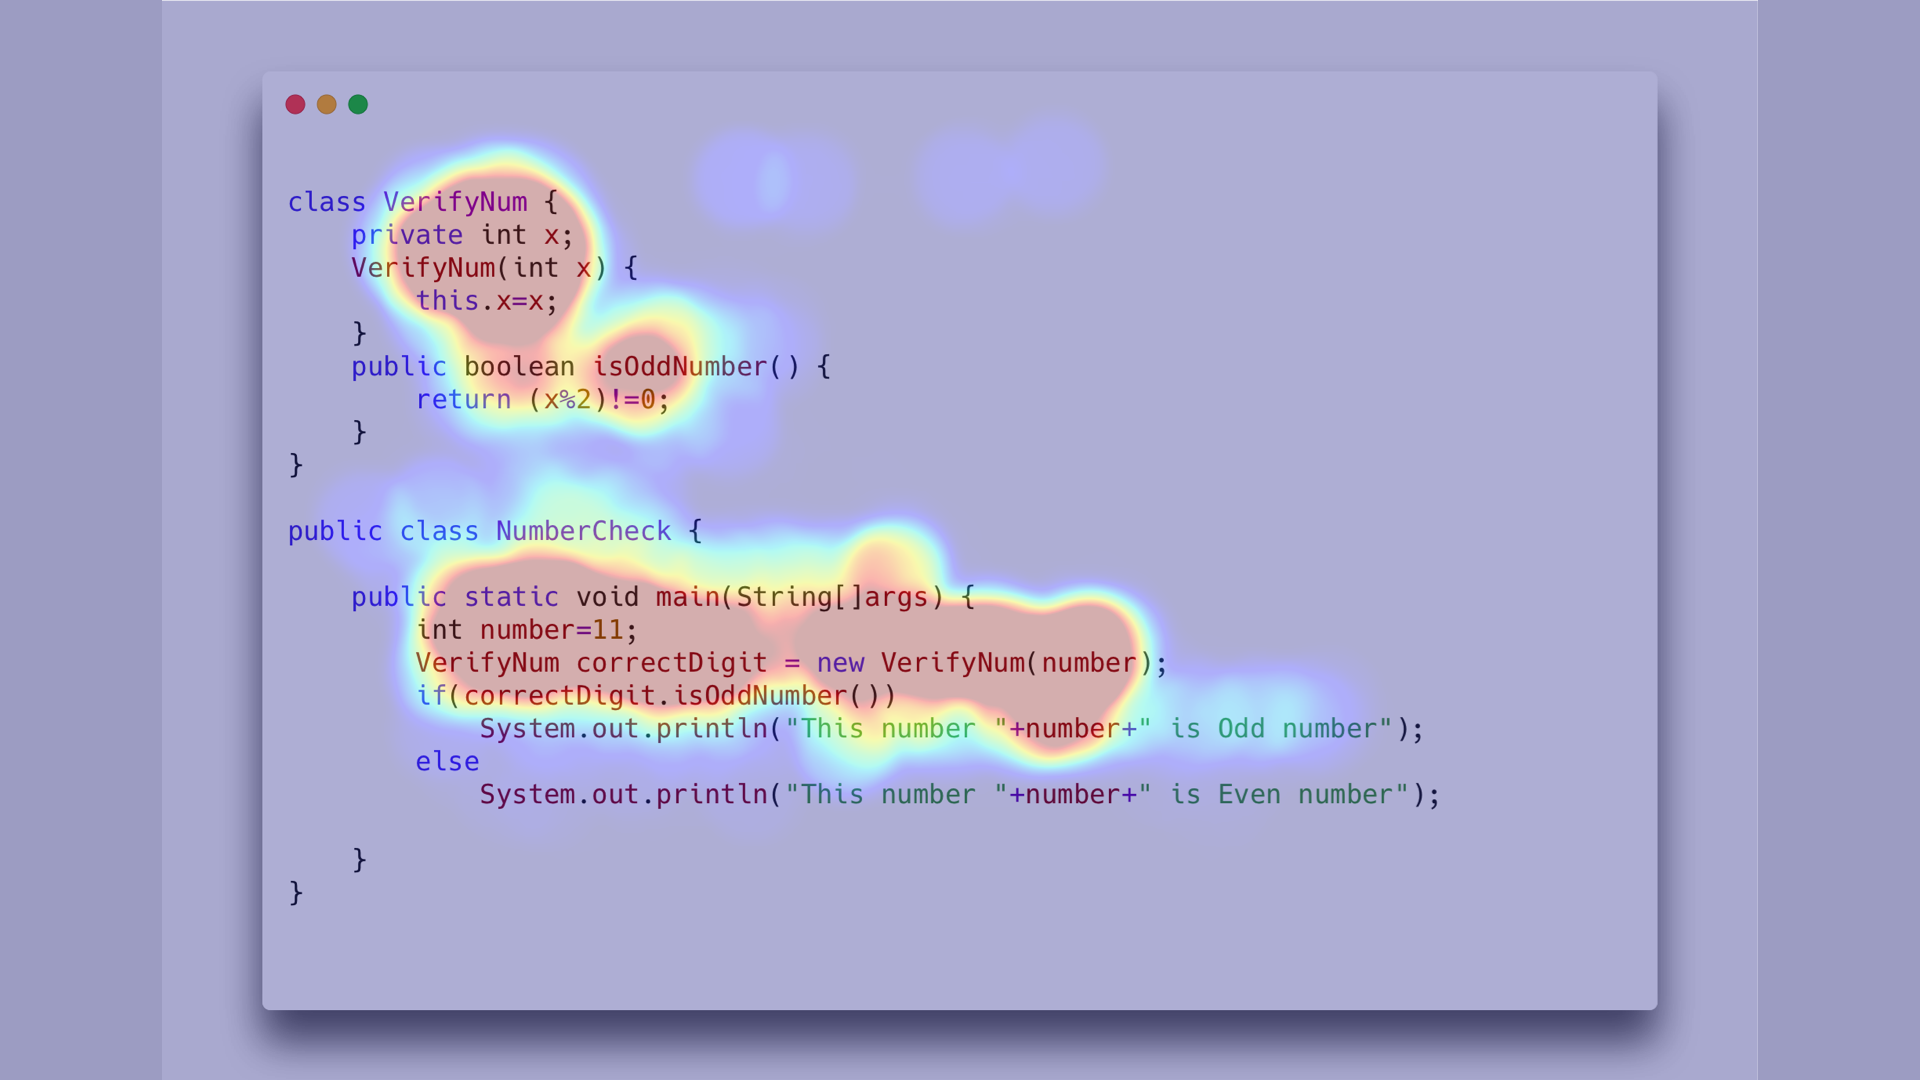 class VerifyNum {
    private int x;
    VerifyNum(int x) {
        this.x=x;
    }
    public boolean isOddNumber() {
        return (x%2)!=0;
    }
}
public class NumberCheck {
    public static void main(String[]args) {
        int number=11;
        VerifyNum correctDigit = new VerifyNum(number);
        if(correctDigit.isOddNumber())
            System.out.println("This number "+number+" is Odd number");
        else
            System.out.println("This number "+number+" is Even number");
    }
}